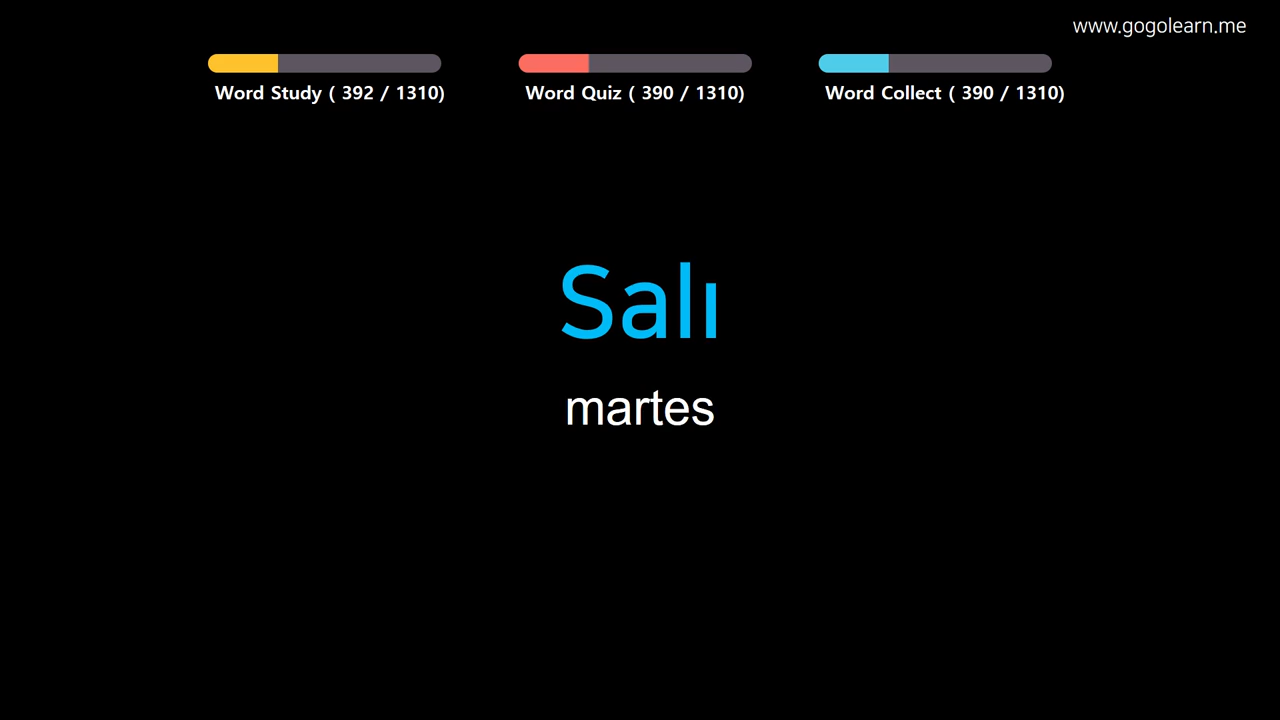 www.gogolearn.me
Word Study ( 392 / 1310)
Word Quiz ( 390 / 1310)
Word Collect ( 390 / 1310)
Salı
martes